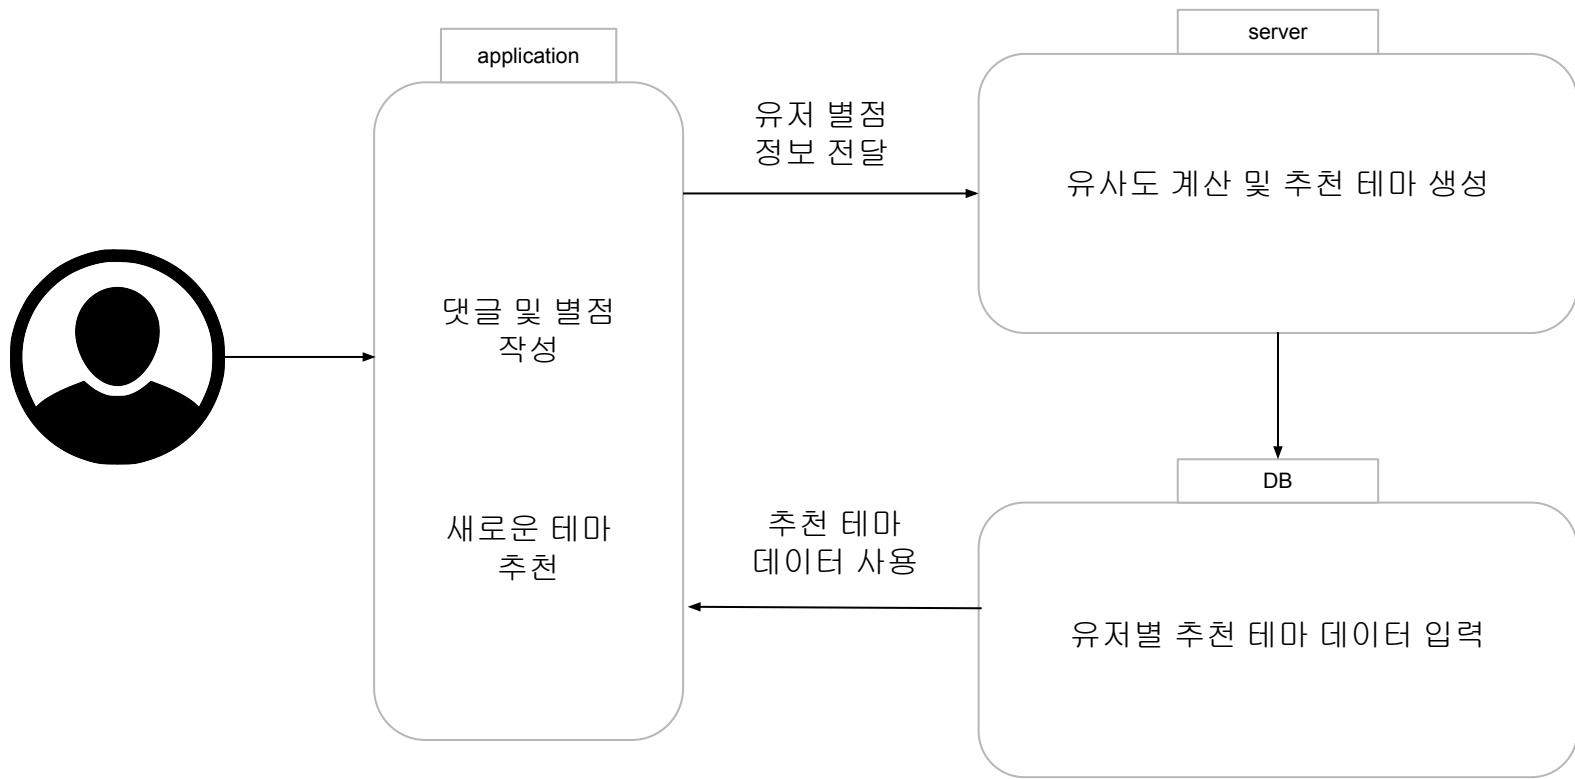 application
댓글 및 별점
작성
새로운 테마
추천
유저 별점
정보 전달
server
유사도 계산 및 추천 테마 생성
DB
유저별 추천 테마 데이터 입력
추천 테마
데이터 사용